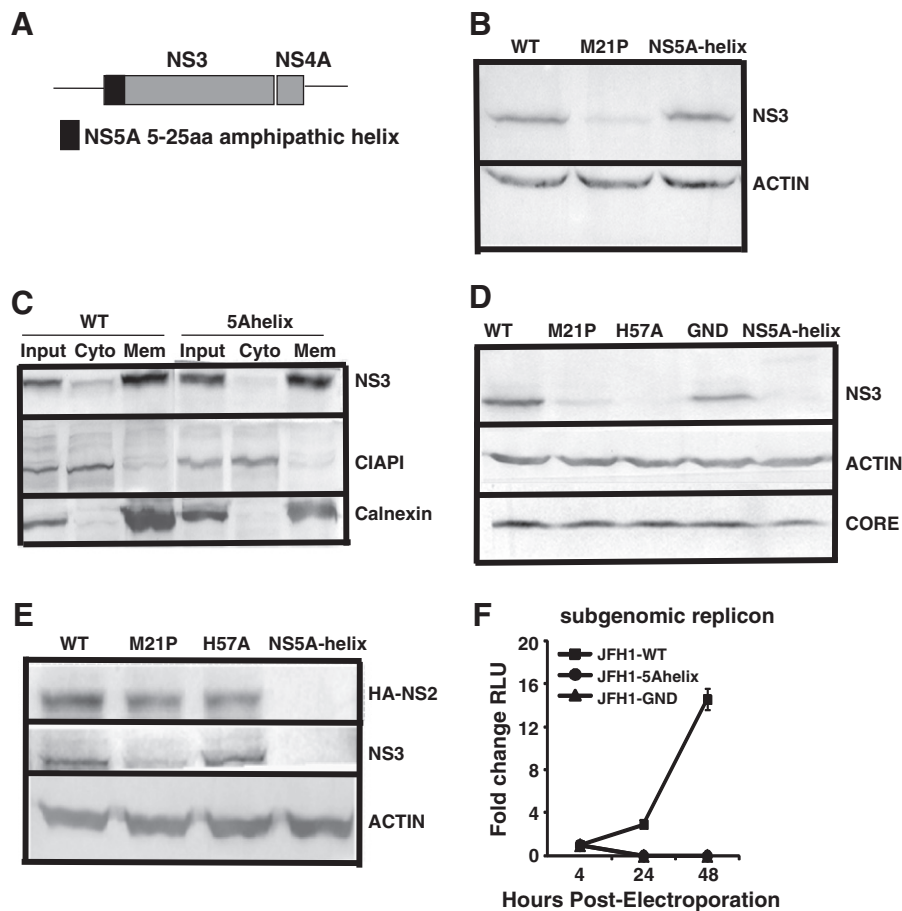 A
NS3 NS4A
NS5A 5-25aa amphipathic helix
B
WT M21P NS5A-helix
NS3
ACTIN
C
WT 5Ahelix
Input Cyto Mem Input Cyto Mem
NS3
CIAPI
Calnexin
D
WT M21P H57A GND NS5A-helix
NS3
ACTIN
CORE
E
WT M21P H57A NS5A-helix
HA-NS2
NS3
ACTIN
F
subgenomic replicon
JFH1-WT
JFH1-5Ahelix
JFH1-GND
Fold change RLU
20
16
12
8
4
0
4 24 48
Hours Post-Electroporation